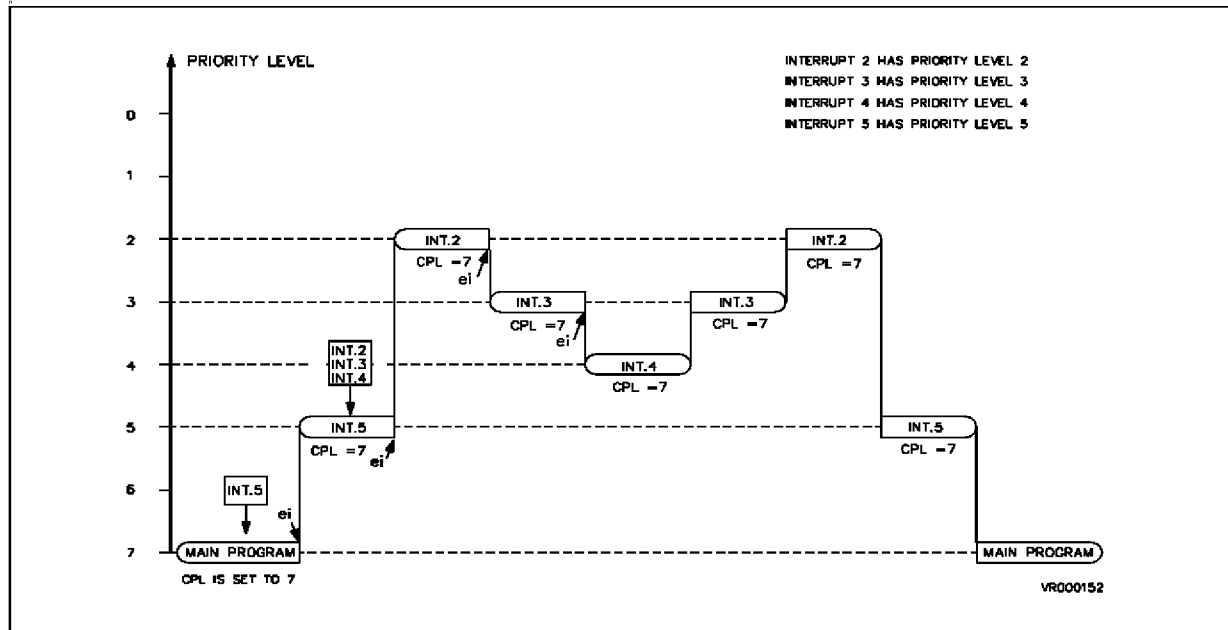 PRIORITY LEVEL
INTERRUPT 2 HAS PRIORITY LEVEL 2
INTERRUPT 3 HAS PRIORITY LEVEL 3
INTERRUPT 4 HAS PRIORITY LEVEL 4
INTERRUPT 5 HAS PRIORITY LEVEL 5
0
1
2
INT.2
INT.2
CPL =7
CPL =7
ei
3
INT.3
INT.3
CPL =7
CPL =7
ei
INT.2
INT.3
INT.4
4
INT.4
CPL =7
5
INT.5
INT.5
CPL =7
CPL =7
ei
6
INT.5
ei
7
MAIN PROGRAM
MAIN PROGRAM
CPL IS SET TO 7
VR000152